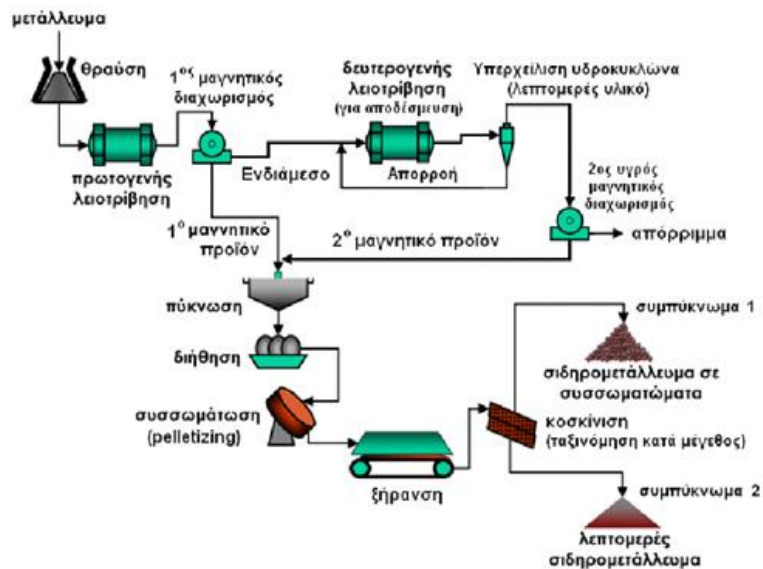 μετάλλευμα
θραύση
1ος μαγνητικός
διαχωρισμός
πρωτογενής
λειοτρίβηση
δευτερογενής
λειοτρίβηση
(για αποδέσμευση)
Υπερχείλιση υδροκυκλώνα
(λεπτομερές υλικό)
Ενδιάμεσο
Απορροή
2ος υγρός
μαγνητικός
διαχωρισμός
απόρριμμα
1ο μαγνητικό
προϊόν
2ο μαγνητικό προϊόν
πύκνωση
διήθηση
συσσωμάτωση
(pelletizing)
ξήρανση
κοσκίνιση
(ταξινόμηση κατά μέγεθος)
συμπύκνωμα 1
σιδηρομετάλλευμα σε
συσσωματώματα
συμπύκνωμα 2
λεπτομερές
σιδηρομετάλλευμα